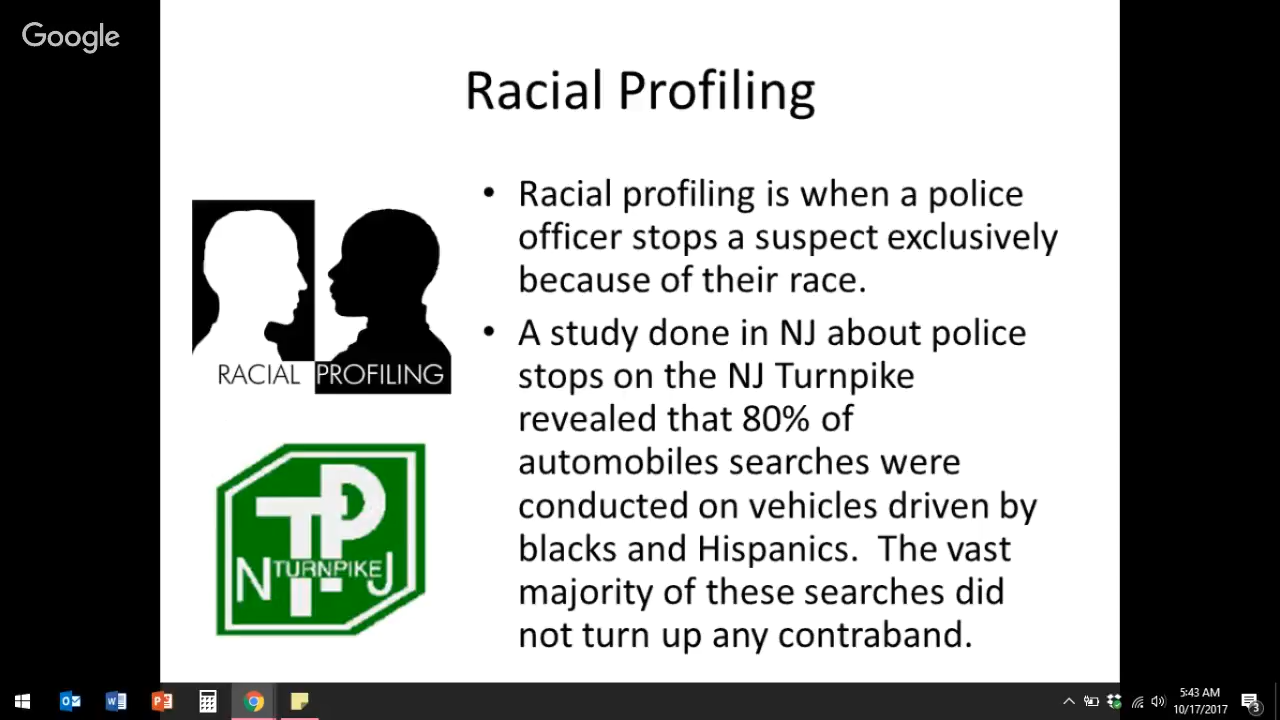 Google
Racial Profiling
• Racial profiling is when a police
officer stops a suspect exclusively
because of their race.
• A study done in NJ about police
stops on the NJ Turnpike
revealed that 80% of
automobiles searches were
conducted on vehicles driven by
blacks and Hispanics.  The vast
majority of these searches did
not turn up any contraband.
RACIAL PROFILING
TP
N TURNPIKE J
5:43 AM
10/17/2017
3